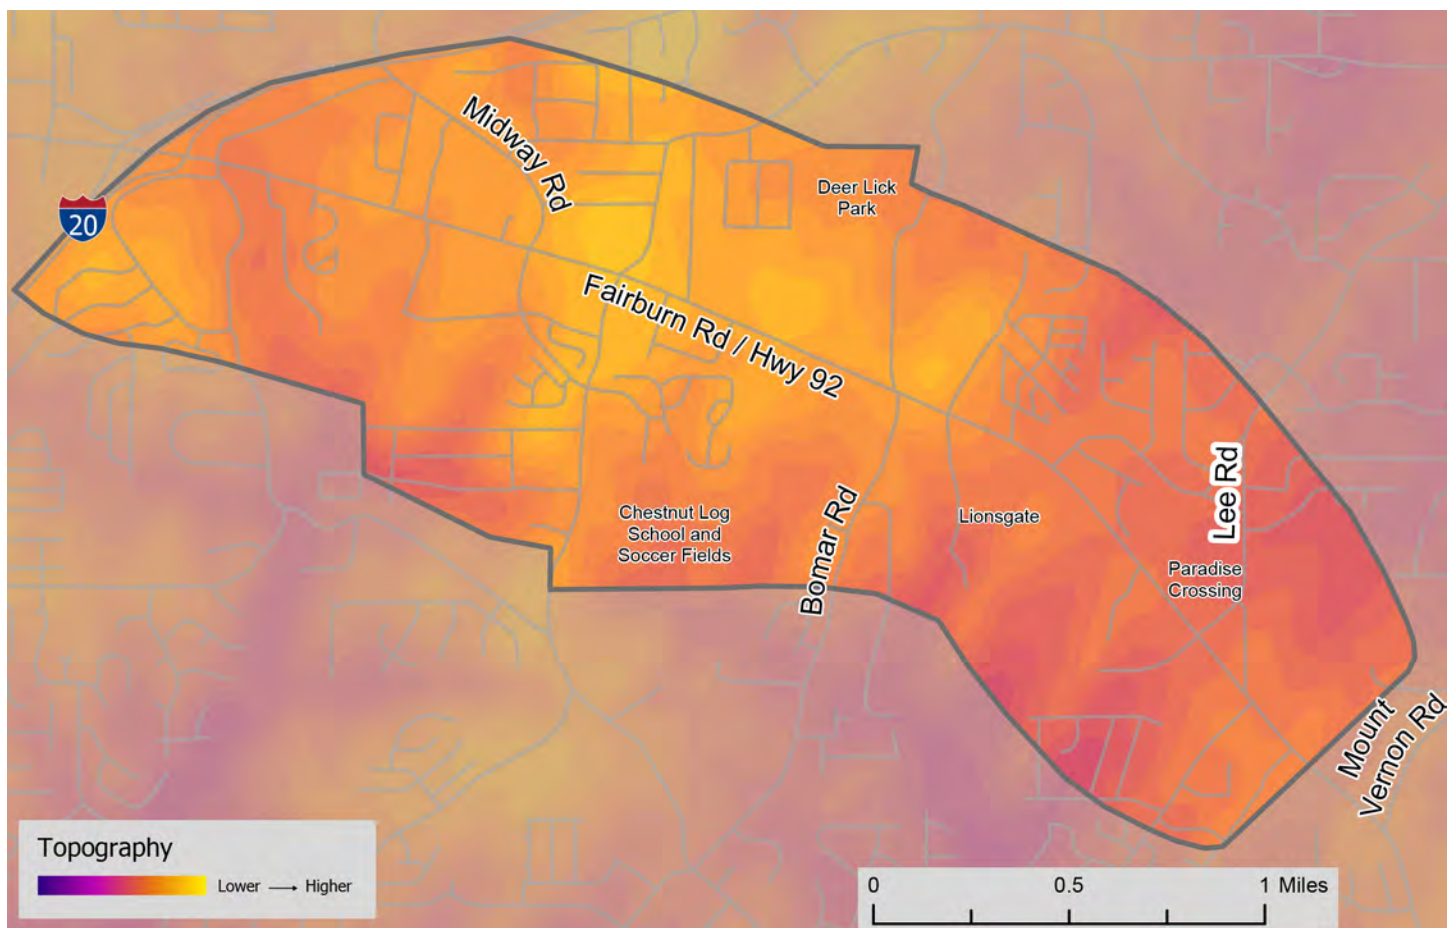 Midway Rd
Deer Lick
Park
20
Fairburn Rd / Hwy 92
Lee Rd
Chestnut Log
School and
Soccer Fields
Bomar Rd
Lionsgate
Paradise
Crossing
Mount
Vernon Rd
Topography
Lower → Higher
0 0.5 1 Miles